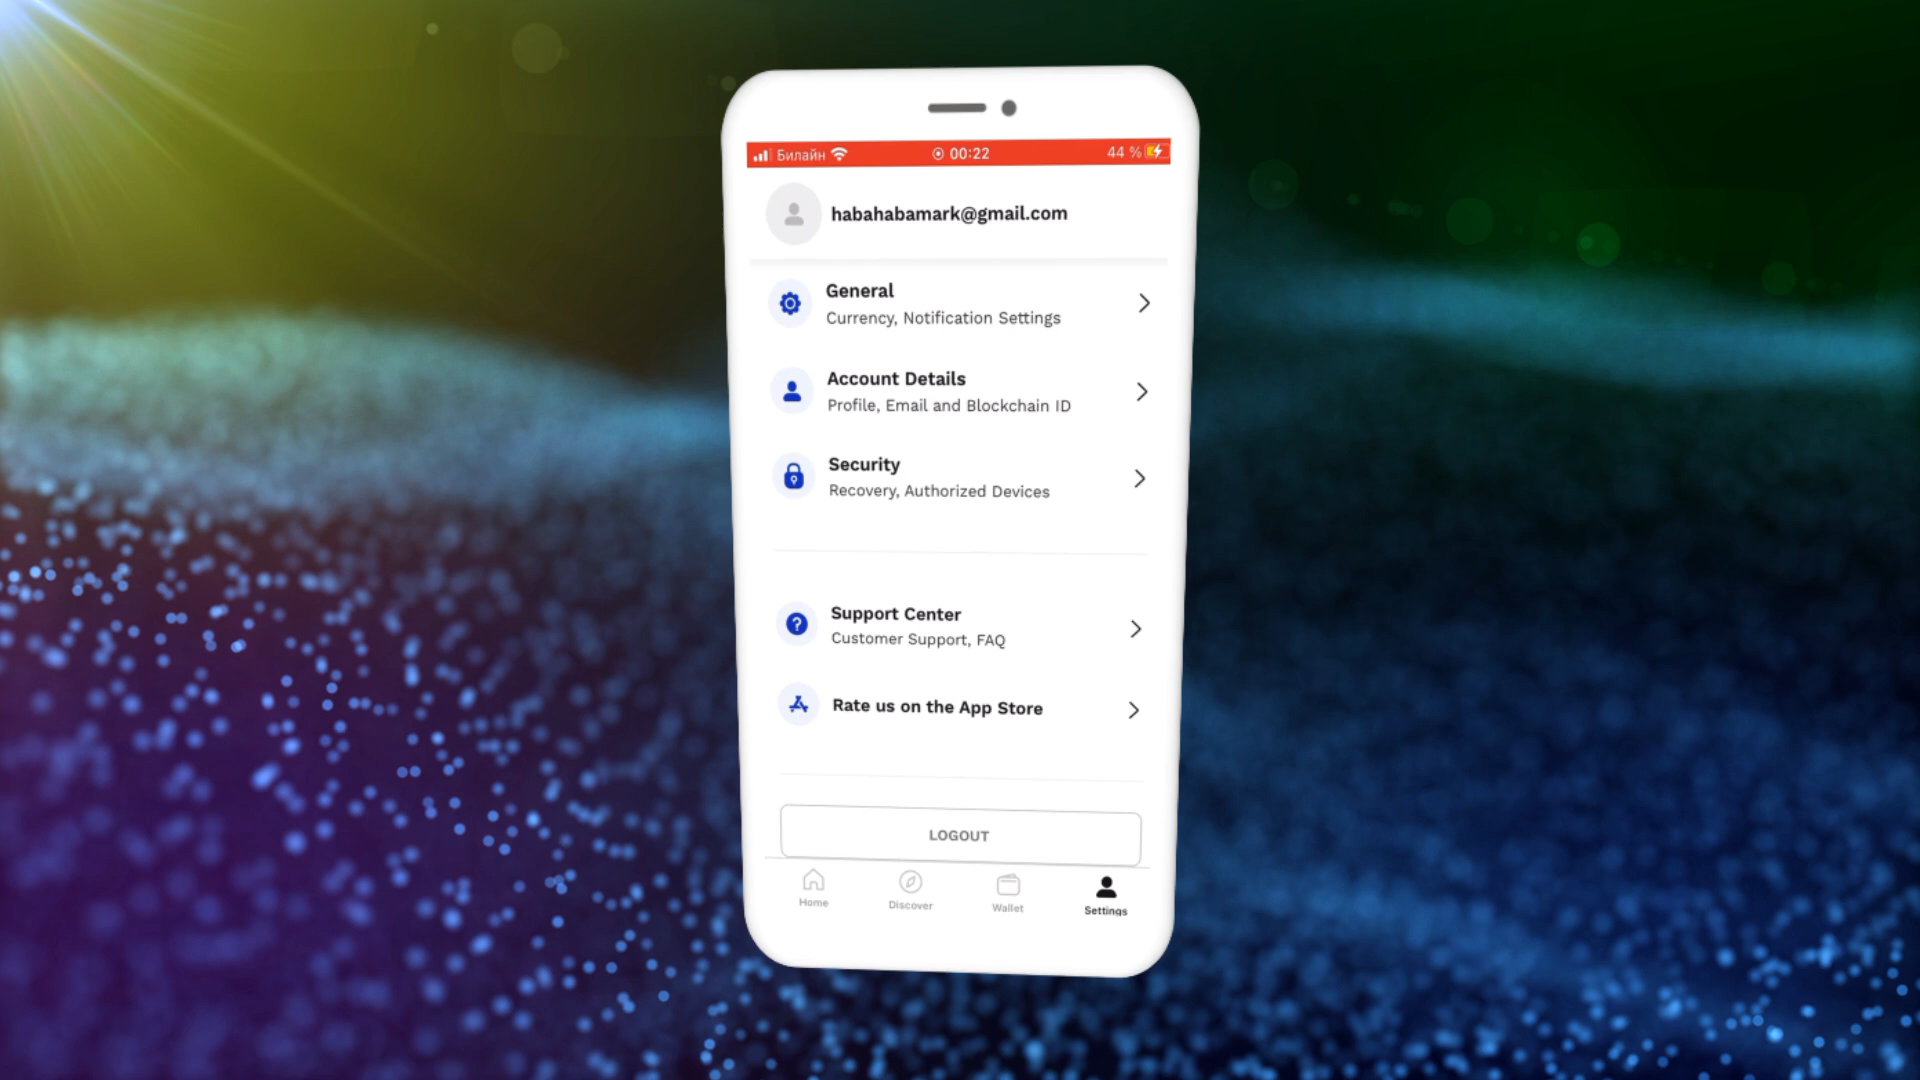 Билайн 00:22 44 %
habahabamark@gmail.com
General
Currency, Notification Settings
Account Details
Profile, Email and Blockchain ID
Security
Recovery, Authorized Devices
Support Center
Customer Support, FAQ
Rate us on the App Store
LOGOUT
Home Discover Wallet Settings